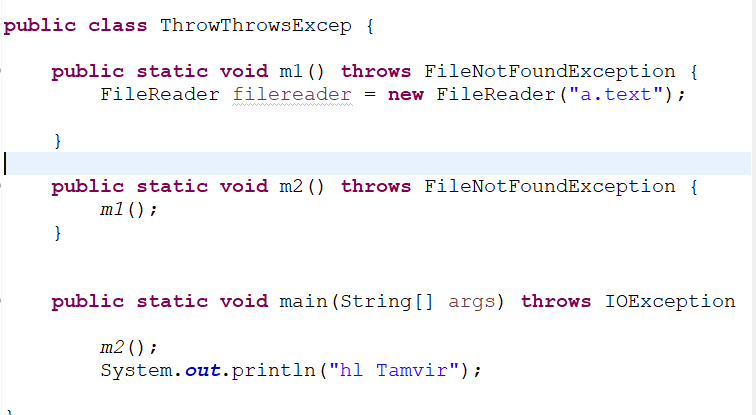 public class ThrowThrowsExcep {
public static void m1() throws FileNotFoundException {
FileReader filereader = new FileReader("a.text");
}
public static void m2() throws FileNotFoundException {
m1();
}
public static void main(String[] args) throws IOException
m2();
System.out.println("hl Tamvir");